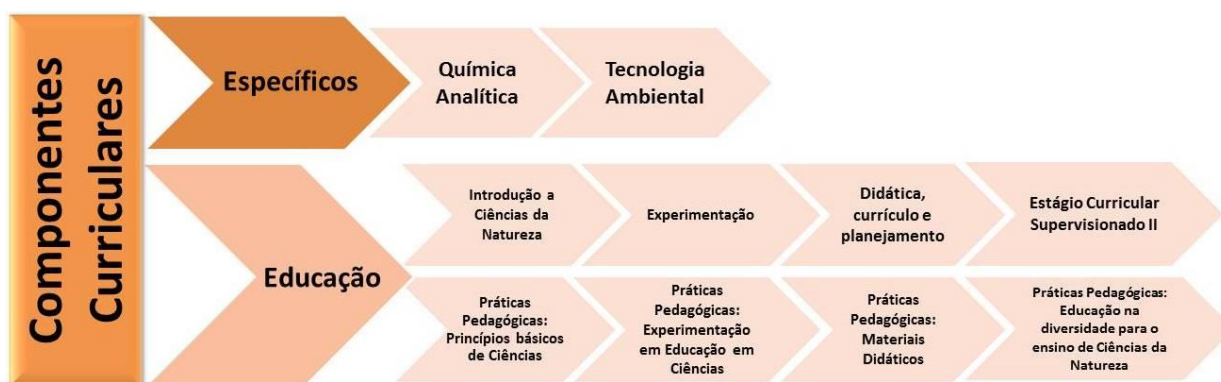 Componentes
Curriculares
Específicos
Química
Analítica
Tecnologia
Ambiental
Educação
Introdução a
Ciências da
Natureza
Experimentação
Didática,
currículo e
planejamento
Estágio Curricular
Supervisionado II
Práticas
Pedagógicas:
Princípios básicos
de Ciências
Práticas
Pedagógicas:
Experimentação
em Educação em
Ciências
Práticas
Pedagógicas:
Materiais
Didáticos
Práticas Pedagógicas:
Educação na
diversidade para o
ensino de Ciências da
Natureza